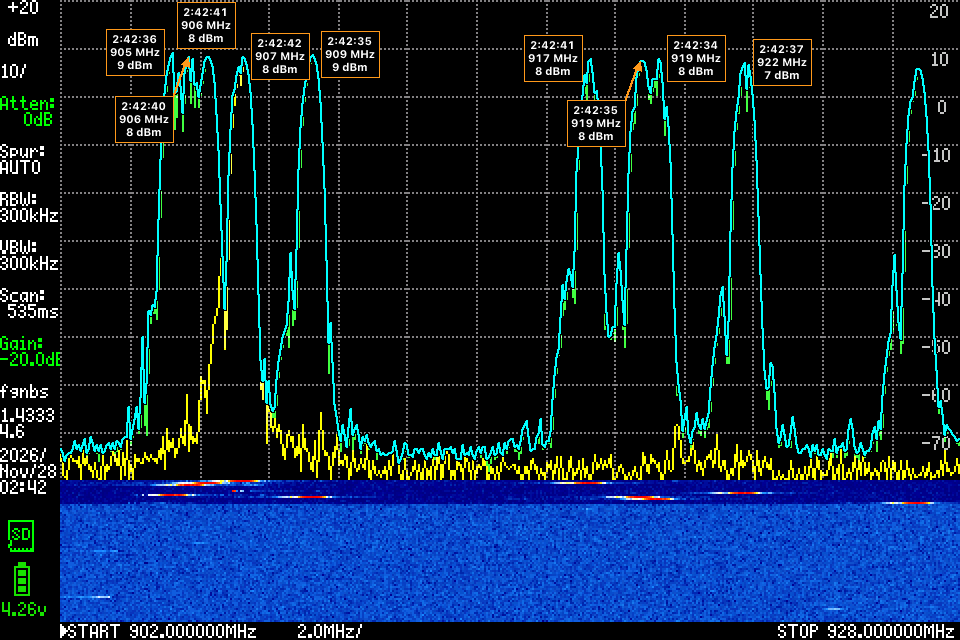 +20
dBm
10/
Atten:
0dB
Spur:
AUTO
RBW:
300kHz
VBW:
300kHz
Scan:
535ms
Gain:
-20.0dB
fanbs
1.4333
4.6
2026/
Nov/28
02:42
SD
4.26v
2:42:36
905 MHz
9 dBm
2:42:41
906 MHz
8 dBm
2:42:40
906 MHz
8 dBm
2:42:42
907 MHz
8 dBm
2:42:35
909 MHz
9 dBm
2:42:41
917 MHz
8 dBm
2:42:35
919 MHz
8 dBm
2:42:34
919 MHz
8 dBm
2:42:37
922 MHz
7 dBm
20
10
0
-10
-20
-30
-40
-50
-60
-70
START 902.000000MHz 2.0MHz/ STOP 928.000000MHz